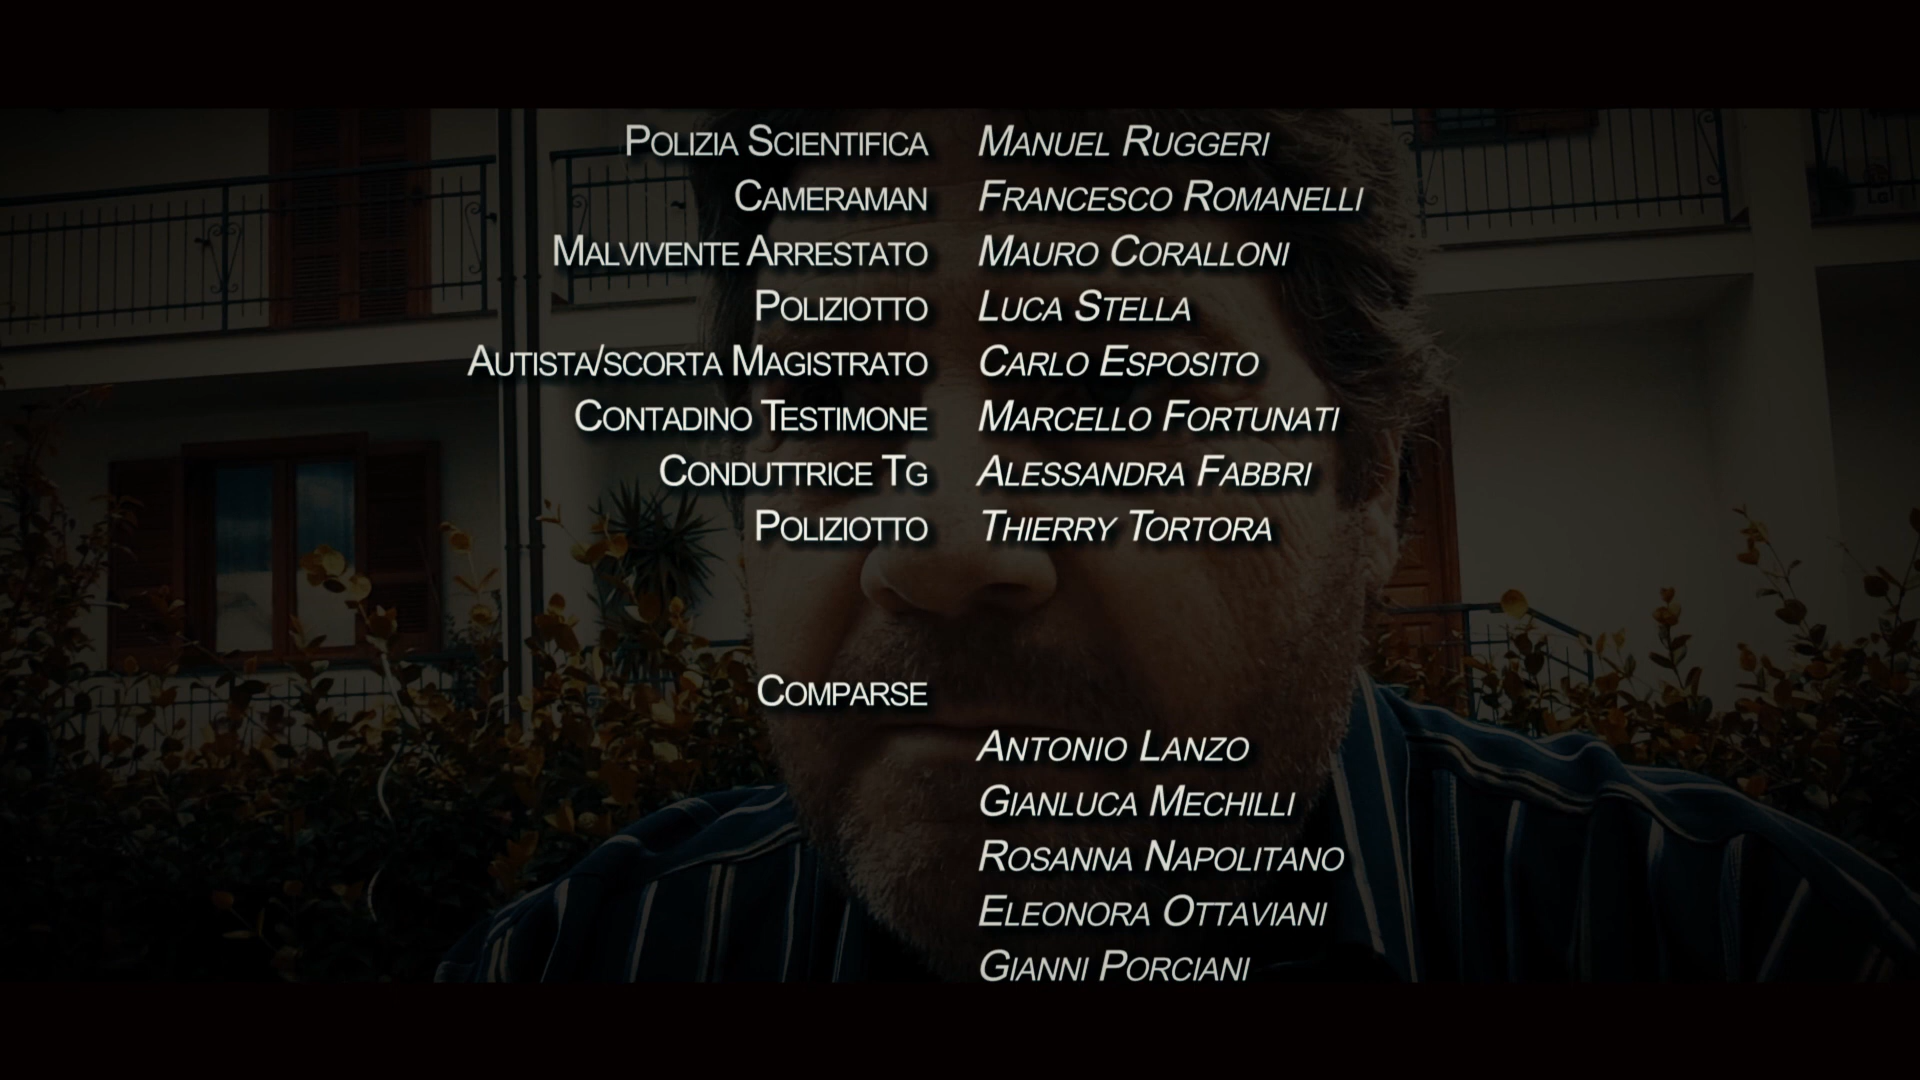 Polizia Scientifica Manuel Ruggeri
Cameraman Francesco Romanelli
Malvivente Arrestato Mauro Coralloni
Poliziotto Luca Stella
Autista/scorta Magistrato Carlo Esposito
Contadino Testimone Marcello Fortunati
Conduttrice Tg Alessandra Fabbri
Poliziotto Thierry Tortora
Comparse
Antonio Lanzo
Gianluca Mechilli
Rosanna Napolitano
Eleonora Ottaviani
Gianni Porciani